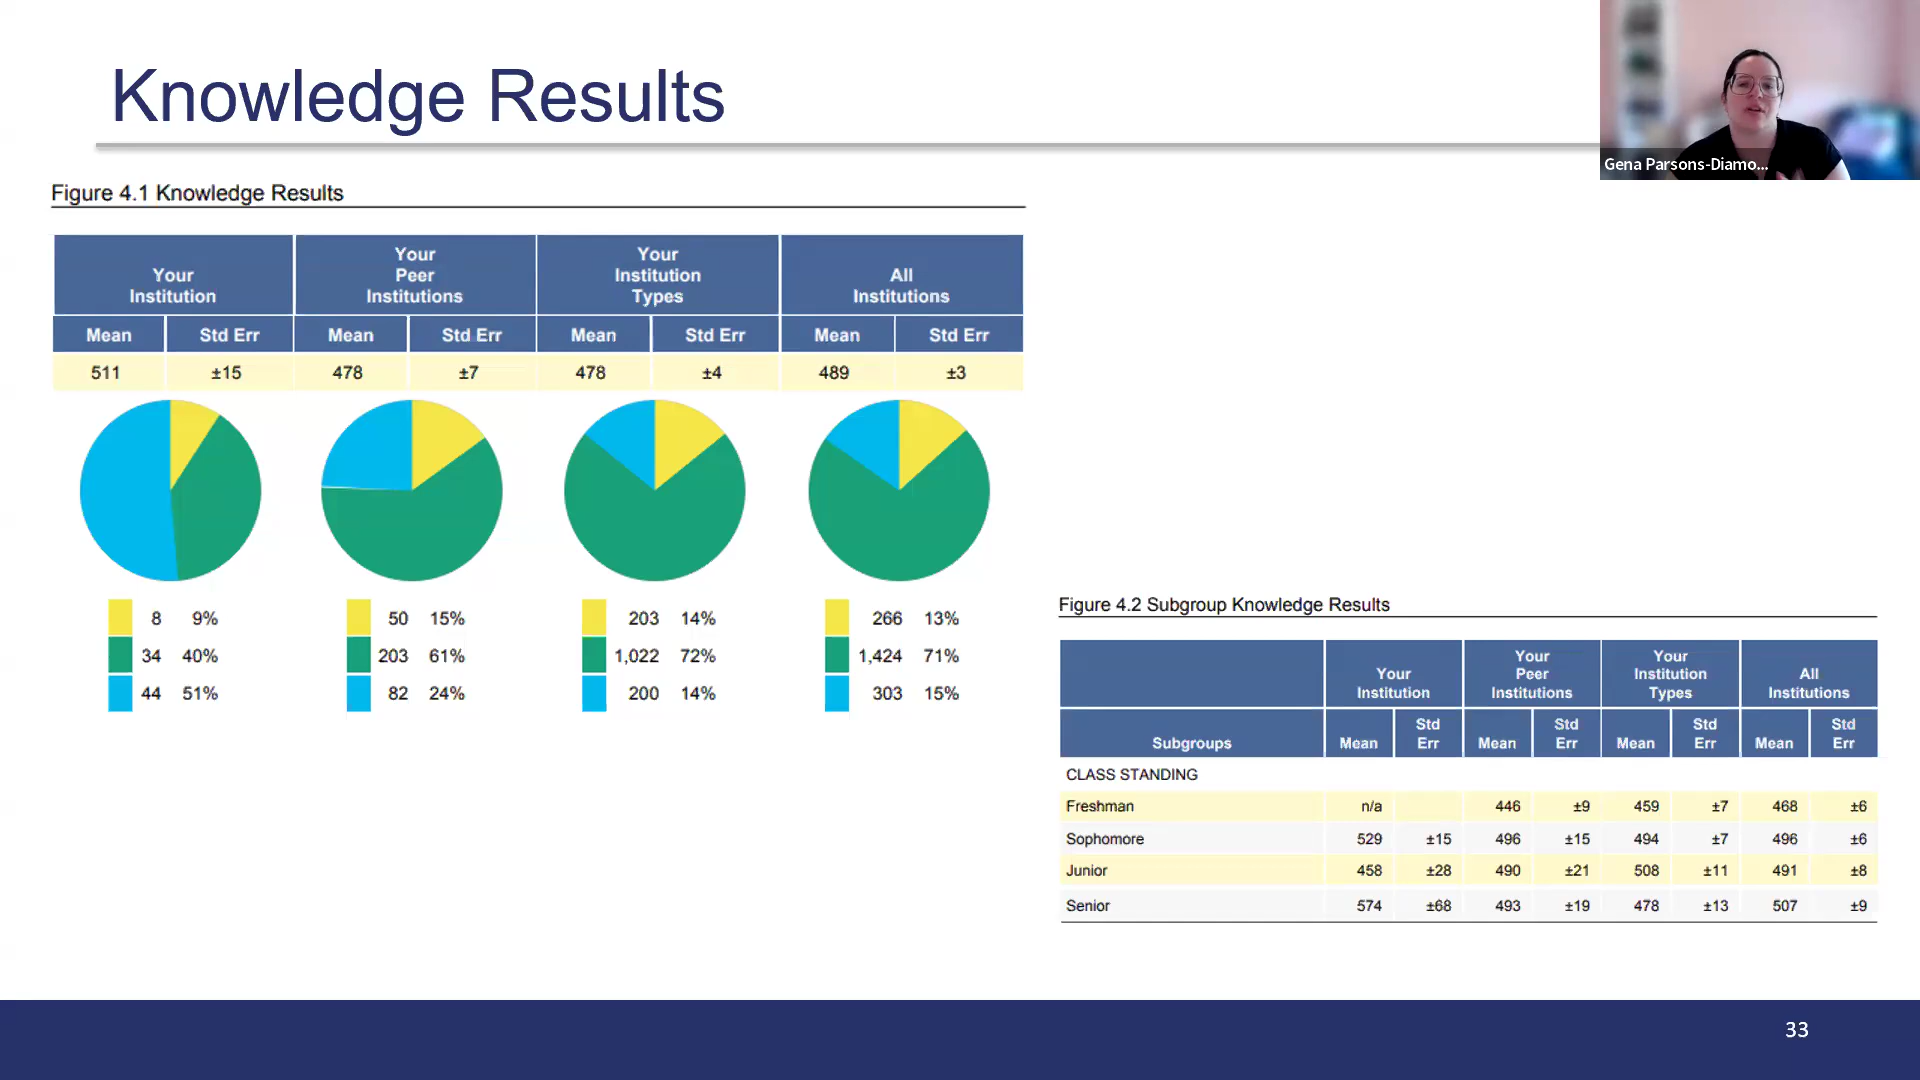 Knowledge Results
Gena Parsons-Diamo...
Figure 4.1 Knowledge Results
Your Institution
Your Peer Institutions
Your Institution Types
All Institutions
Mean Std Err Mean Std Err Mean Std Err Mean Std Err
511 ±15 478 ±7 478 ±4 489 ±3
8 9% 50 15% 203 14% 266 13%
34 40% 203 61% 1,022 72% 1,424 71%
44 51% 82 24% 200 14% 303 15%
Figure 4.2 Subgroup Knowledge Results
Your Institution
Your Peer Institutions
Your Institution Types
All Institutions
Subgroups Mean Std Err Mean Std Err Mean Std Err Mean Std Err
CLASS STANDING
Freshman n/a 446 ±9 459 ±7 468 ±6
Sophomore 529 ±15 496 ±15 494 ±7 496 ±6
Junior 458 ±28 490 ±21 508 ±11 491 ±8
Senior 574 ±68 493 ±19 478 ±13 507 ±9
33